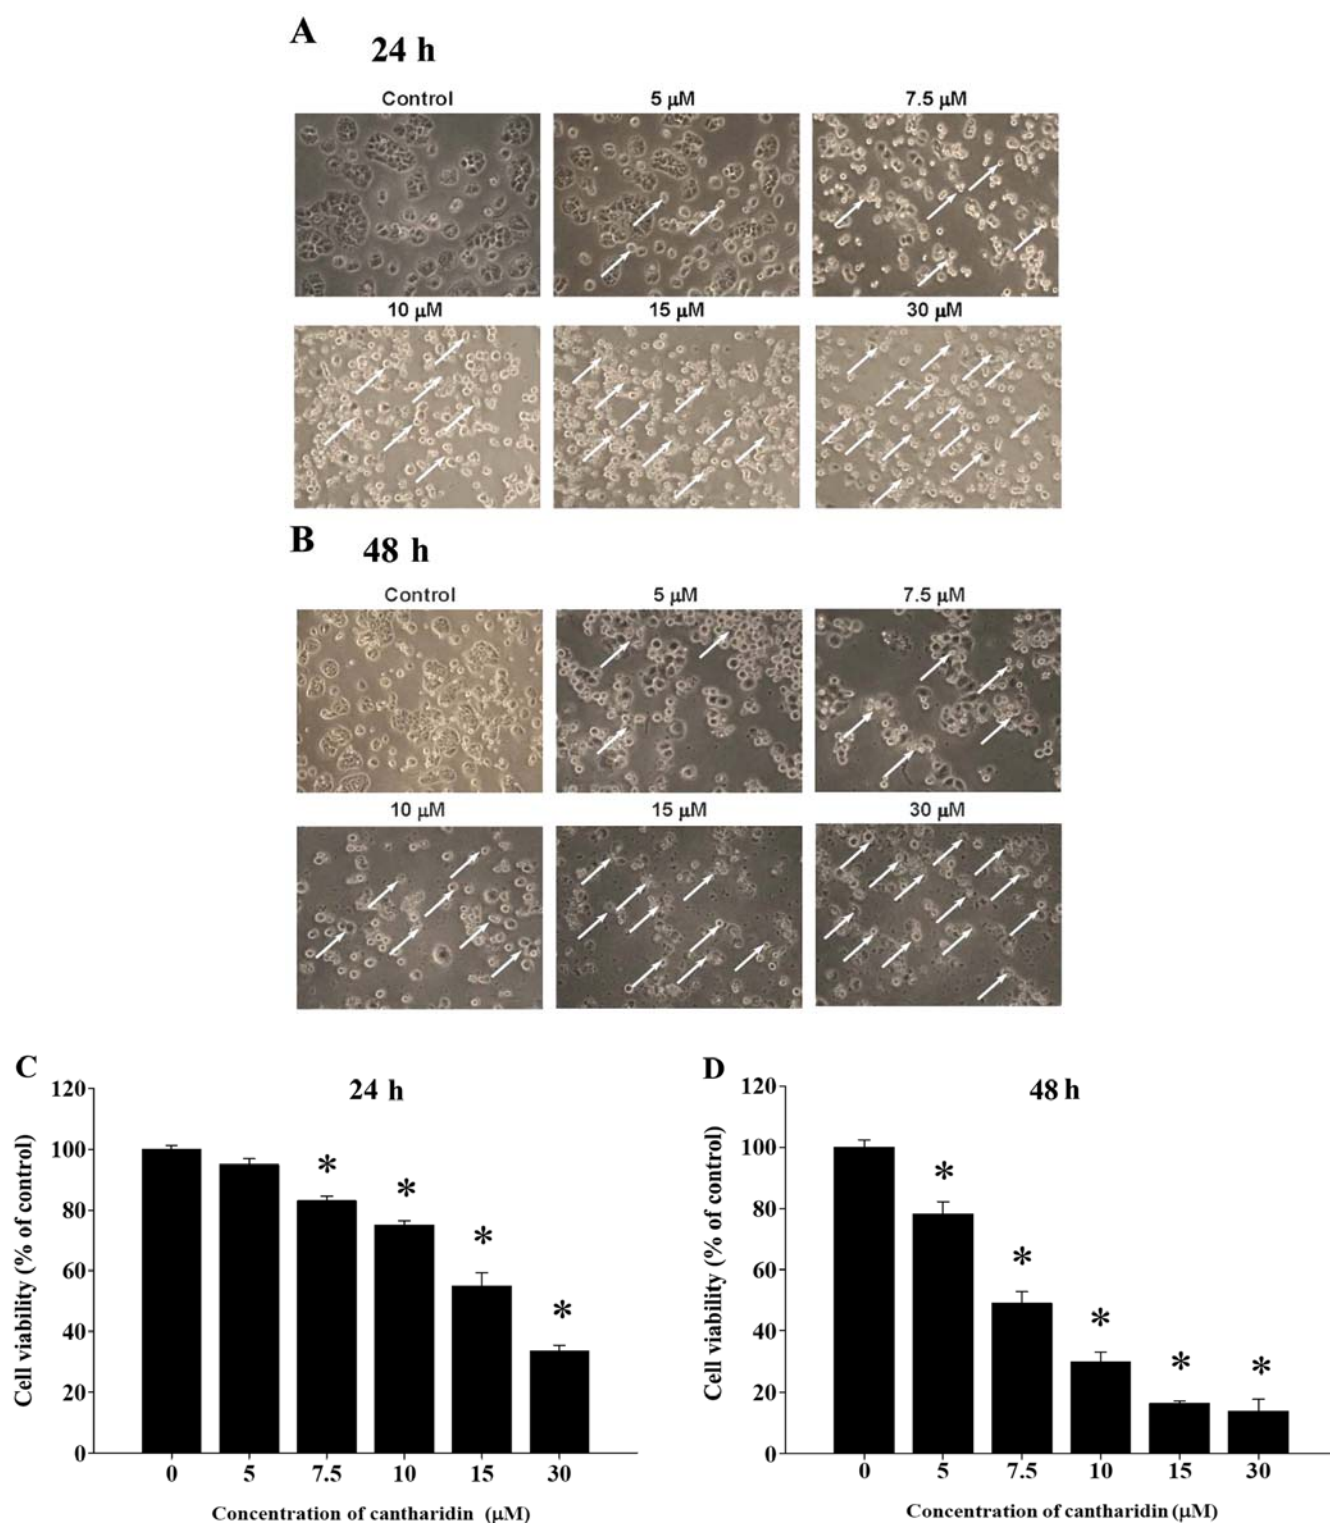 A
24 h
Control 5 μM 7.5 μM
10 μM 15 μM 30 μM
B
48 h
Control 5 μM 7.5 μM
10 μM 15 μM 30 μM
C
24 h
120
100
80
60
40
20
0
Cell viability (% of control)
* * * *
0 5 7.5 10 15 30
Concentration of cantharidin (μM)
D
48 h
120
100
80
60
40
20
0
Cell viability (% of control)
* * * * *
0 5 7.5 10 15 30
Concentration of cantharidin (μM)